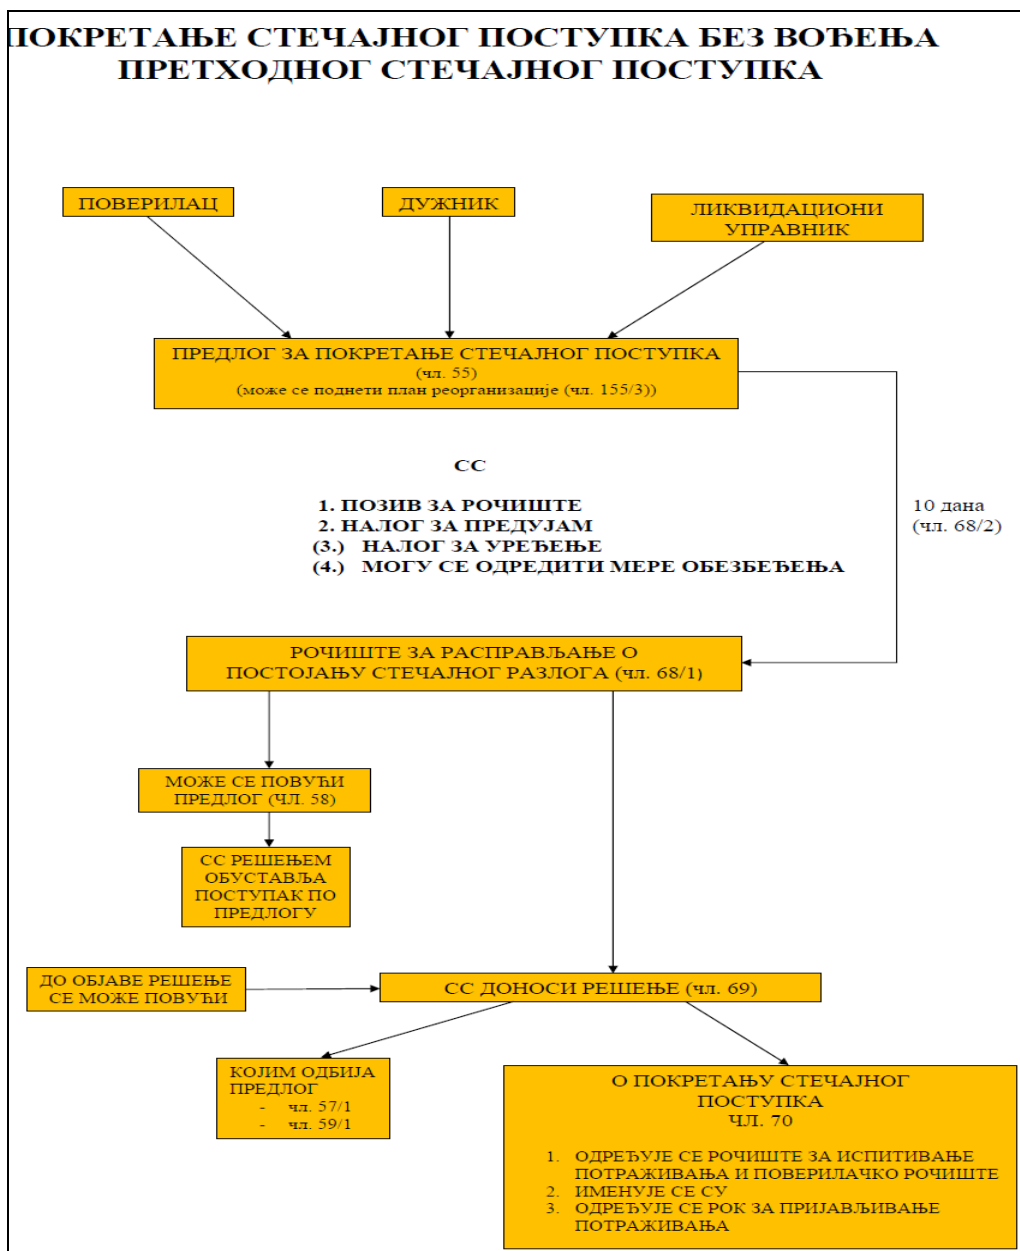 ПОКРЕТАЊЕ СТЕЧАЈНОГ ПОСТУПКА БЕЗ ВОЂЕЊА
ПРЕТХОДНОГ СТЕЧАЈНОГ ПОСТУПКА
ПОВЕРИЛАЦ
ДУЖНИК
ЛИКВИДАЦИОНИ
УПРАВНИК
ПРЕДЛОГ ЗА ПОКРЕТАЊЕ СТЕЧАЈНОГ ПОСТУПКА
(чл. 55)
(може се поднети план реорганизације (чл. 155/3))
СС
1. ПОЗИВ ЗА РОЧИШТЕ
2. НАЛОГ ЗА ПРЕДУЈАМ
(3.) НАЛОГ ЗА УРЕЂЕЊЕ
(4.) МОГУ СЕ ОДРЕДИТИ МЕРЕ ОБЕЗБЕЂЕЊА
10 дана
(чл. 68/2)
РОЧИШТЕ ЗА РАСПРАВЉАЊЕ О
ПОСТОЈАЊУ СТЕЧАЈНОГ РАЗЛОГА (чл. 68/1)
МОЖЕ СЕ ПОВУЋИ
ПРЕДЛОГ (ЧЛ. 58)
СС РЕШЕЊЕМ
ОБУСТАВЉА
ПОСТУПАК ПО
ПРЕДЛОГУ
ДО ОБЈАВЕ РЕШЕЊЕ
СЕ МОЖЕ ПОВУЋИ
СС ДОНОСИ РЕШЕЊЕ (чл. 69)
КОЈИМ ОДБИЈА
ПРЕДЛОГ
- чл. 57/1
- чл. 59/1
О ПОКРЕТАЊУ СТЕЧАЈНОГ
ПОСТУПКА
ЧЛ. 70
1. ОДРЕЂУЈЕ СЕ РОЧИШТЕ ЗА ИСПИТИВАЊЕ
ПОТРАЖИВАЊА И ПОВЕРИЛАЧКО РОЧИШТЕ
2. ИМЕНУЈЕ СЕ СУ
3. ОДРЕЂУЈЕ СЕ РОК ЗА ПРИЈАВЉИВАЊЕ
ПОТРАЖИВАЊА